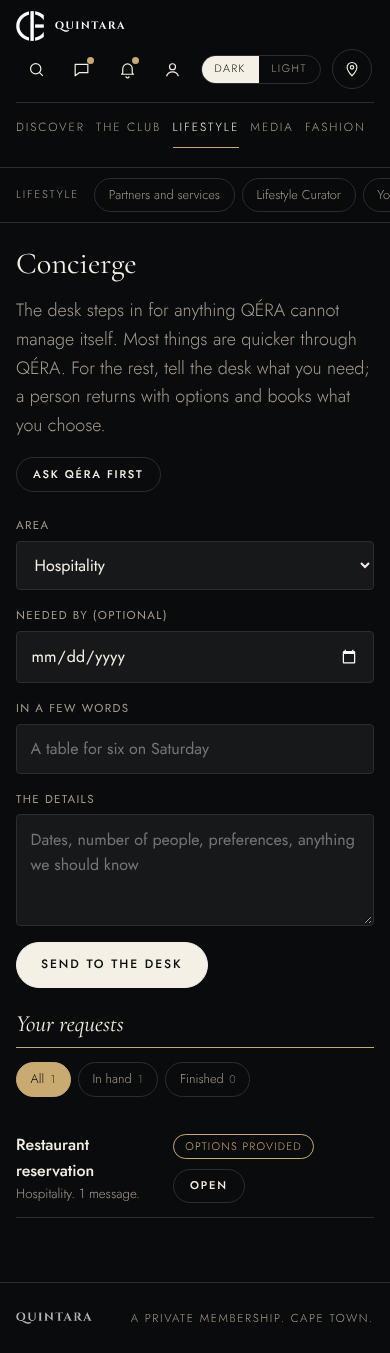 QUINTARA
DARK LIGHT
DISCOVER THE CLUB LIFESTYLE MEDIA FASHION
LIFESTYLE Partners and services Lifestyle Curator Yo
Concierge
The desk steps in for anything QÉRA cannot
manage itself. Most things are quicker through
QÉRA. For the rest, tell the desk what you need;
a person returns with options and books what
you choose.
ASK QÉRA FIRST
AREA
Hospitality
NEEDED BY (OPTIONAL)
mm/dd/yyyy
IN A FEW WORDS
A table for six on Saturday
THE DETAILS
Dates, number of people, preferences, anything
we should know
SEND TO THE DESK
Your requests
All 1 In hand 1 Finished 0
Restaurant
reservation
Hospitality. 1 message.
OPTIONS PROVIDED
OPEN
QUINTARA A PRIVATE MEMBERSHIP. CAPE TOWN.